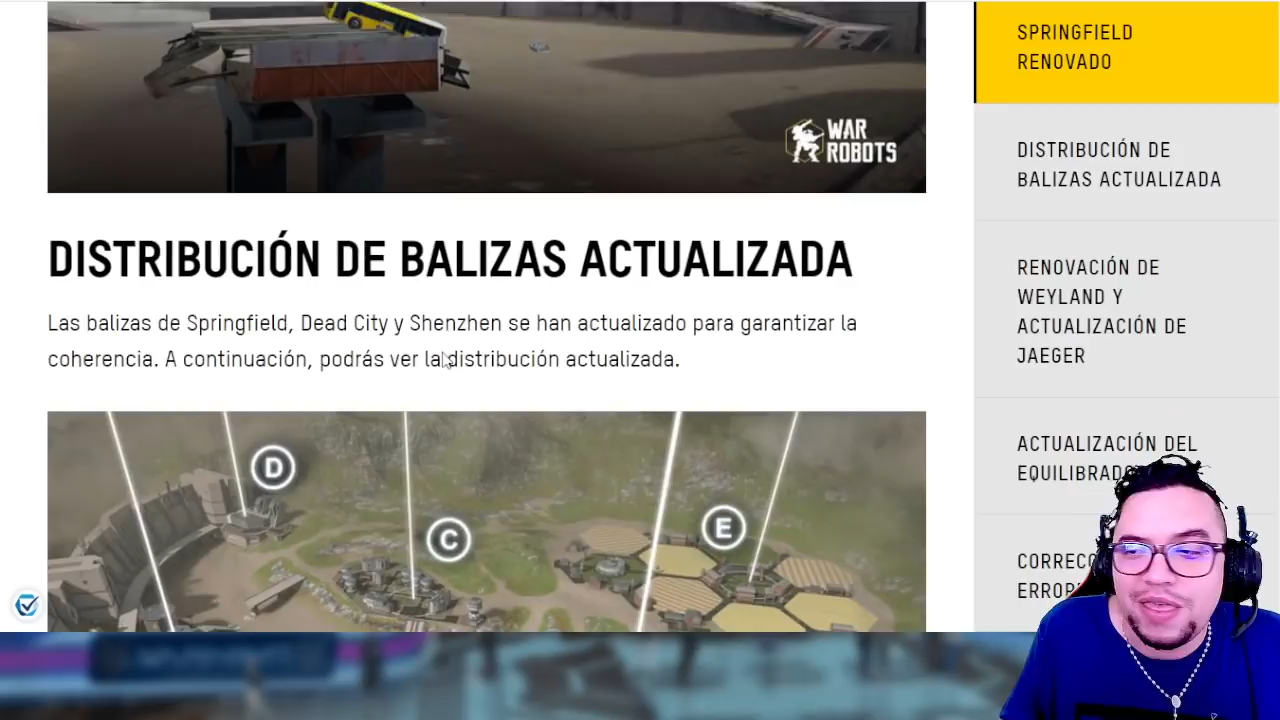 WAR
ROBOTS
DISTRIBUCIÓN DE BALIZAS ACTUALIZADA
Las balizas de Springfield, Dead City y Shenzhen se han actualizado para garantizar la
coherencia. A continuación, podrás ver la distribución actualizada.
D
C
E
SPRINGFIELD
RENOVADO
DISTRIBUCIÓN DE
BALIZAS ACTUALIZADA
RENOVACIÓN DE
WEYLAND Y
ACTUALIZACIÓN DE
JAEGER
ACTUALIZACIÓN DEL